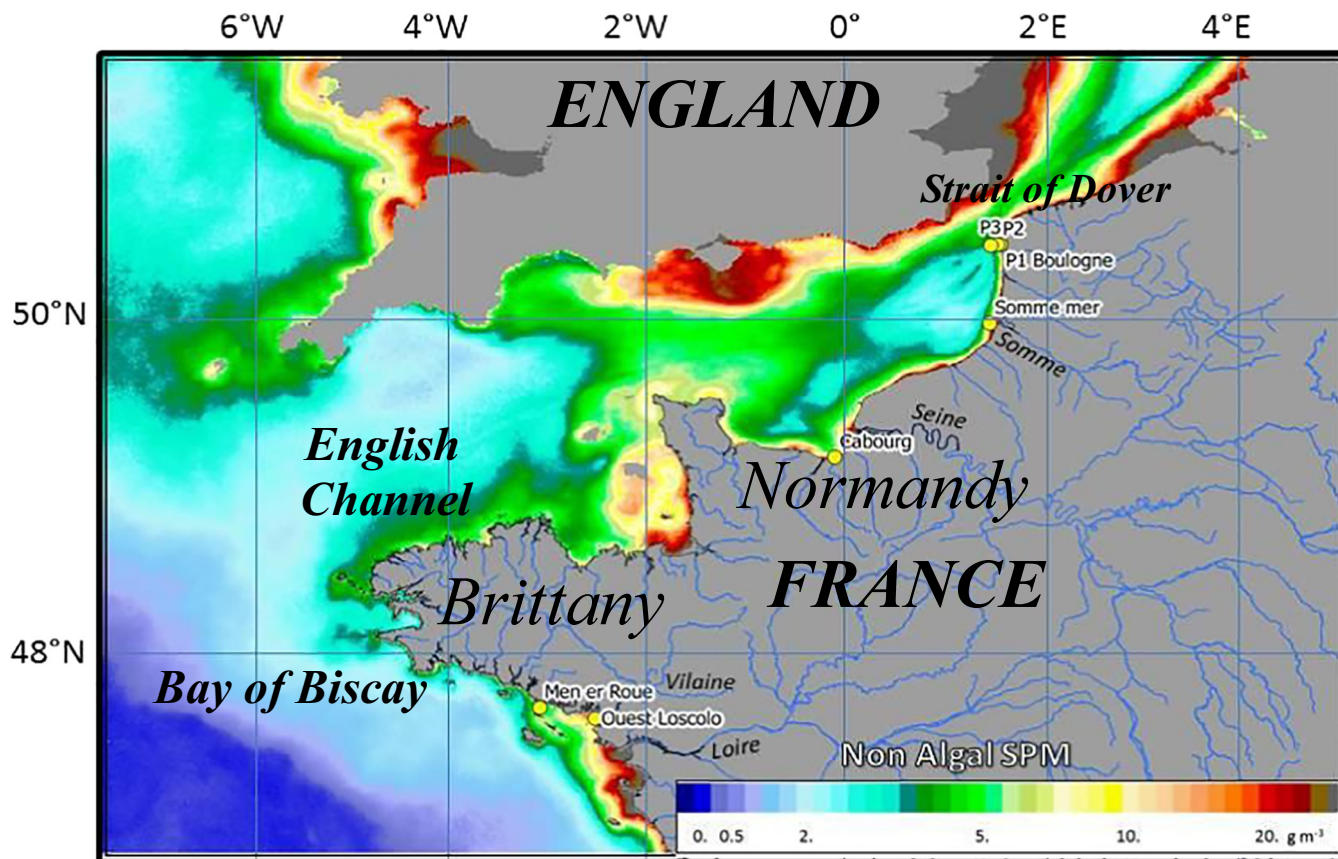 6°W 4°W 2°W 0° 2°E 4°E
ENGLAND
Strait of Dover
P3P2
P1 Boulogne
50°N
Somme mer
Somme
Seine
Cabourg
English
Channel
Normandy
FRANCE
Brittany
48°N
Bay of Biscay
Men er Roue
Vilaine
Ouest Loscolo
Loire
Non Algal SPM
0. 0.5 2. 5. 10. 20. g m⁻³